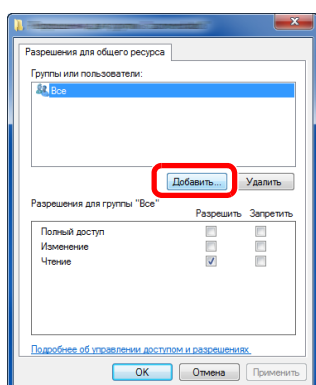 Разрешения для общего ресурса
Группы или пользователи:
Все
Добавить... Удалить
Разрешения для группы "Все"
Разрешить Запретить
Полный доступ
Изменение
Чтение
Подробнее об управлении доступом и разрешениях.
OK Отмена Применить